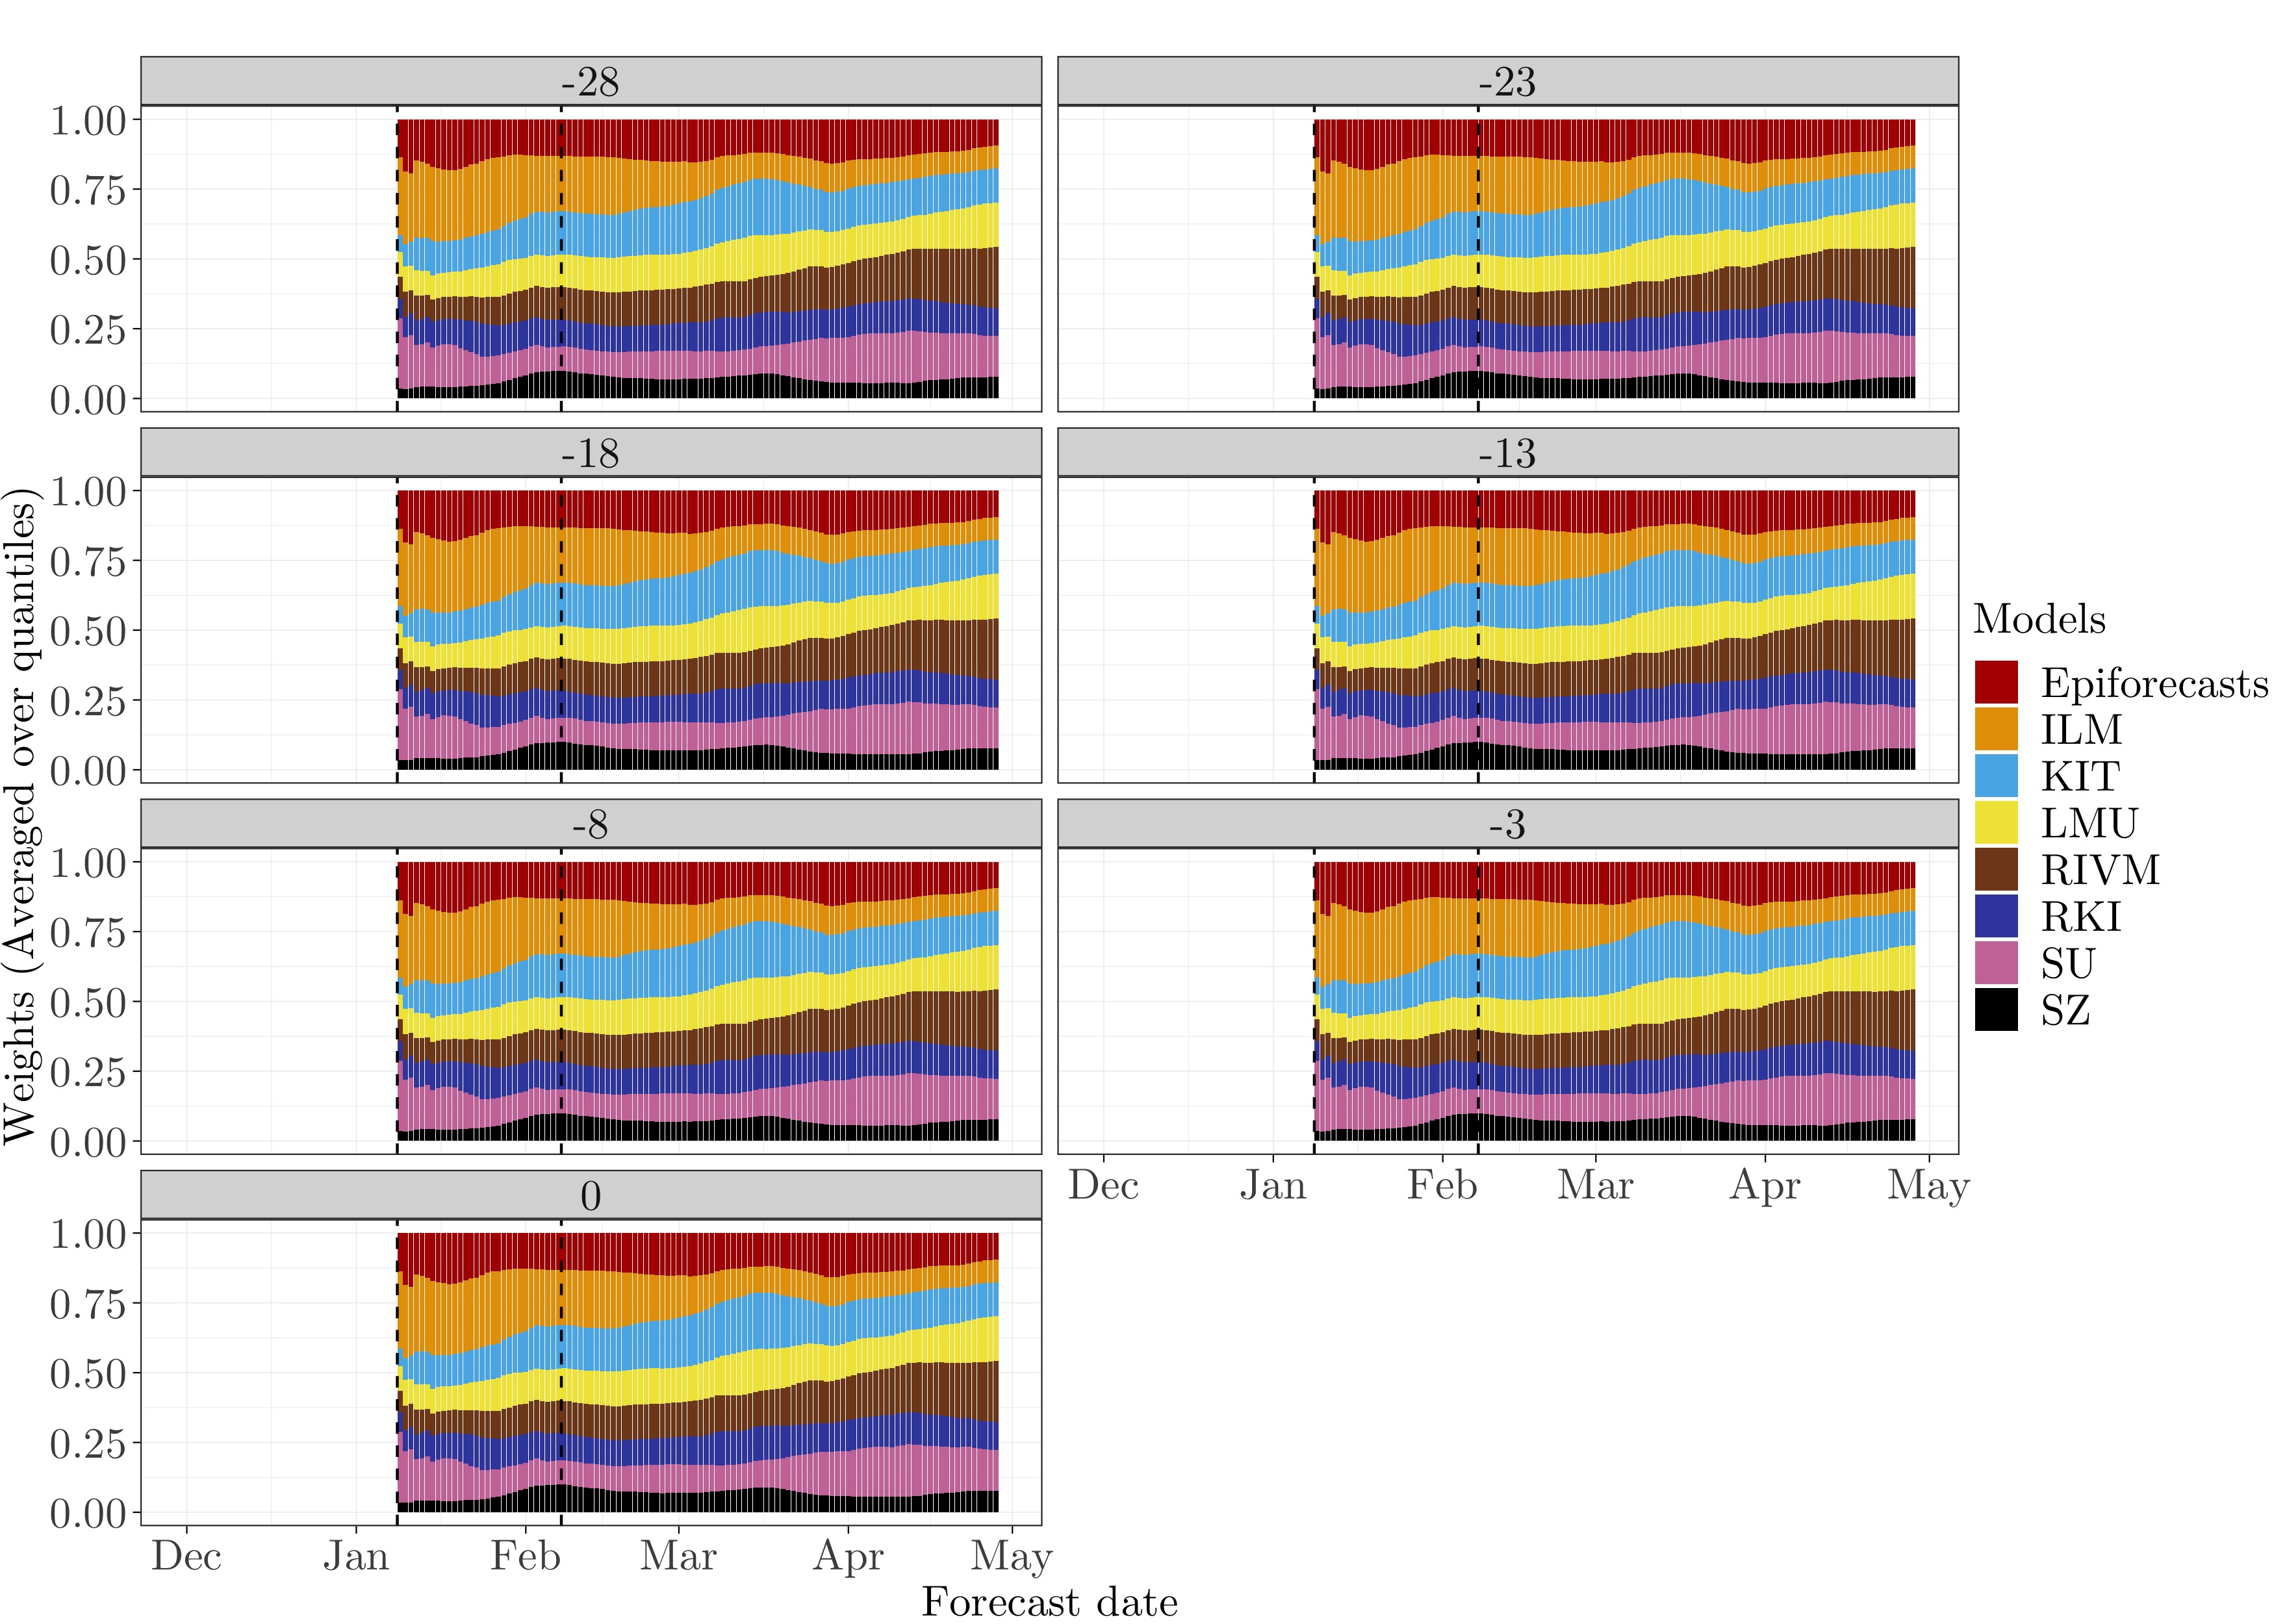 -28
-23
1.00
0.75
0.50
0.25
0.00
-18
-13
1.00
0.75
0.50
0.25
0.00
-8
-3
1.00
0.75
0.50
0.25
0.00
Dec Jan Feb Mar Apr May
0
1.00
0.75
0.50
0.25
0.00
Dec Jan Feb Mar Apr May
Forecast date
Weights (Averaged over quantiles)
Models
Epiforecasts
ILM
KIT
LMU
RIVM
RKI
SU
SZ